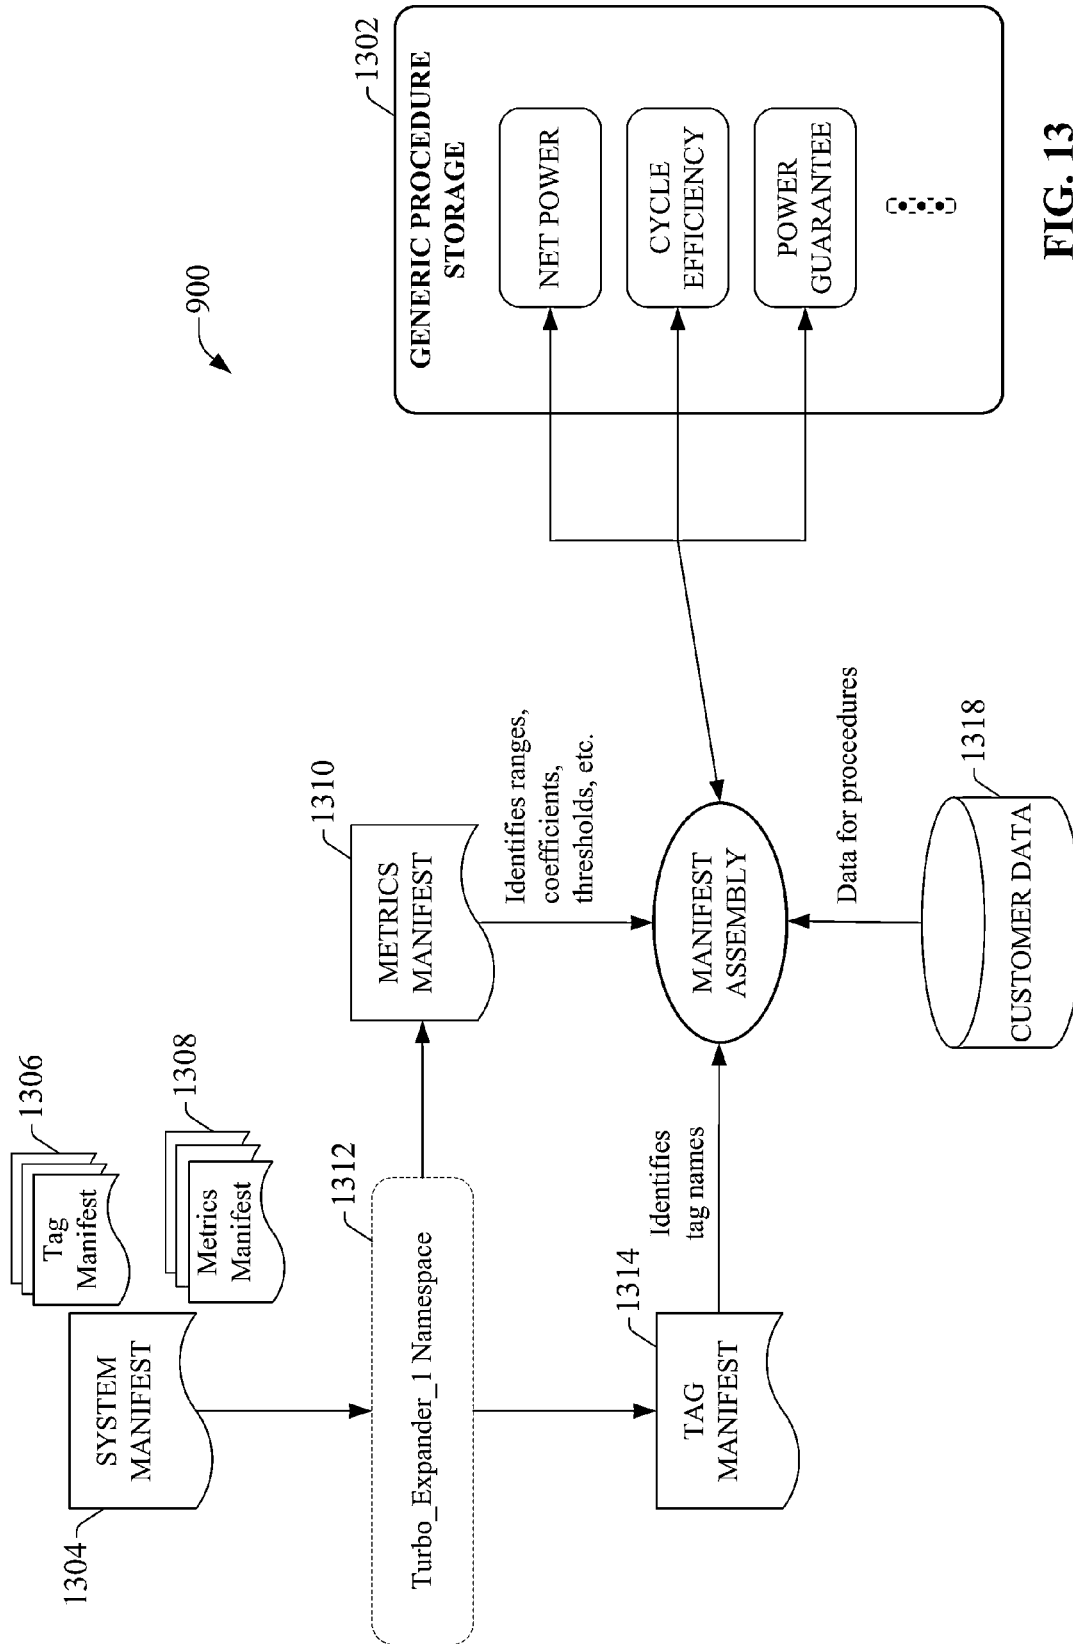 900
1302
GENERIC PROCEDURE
STORAGE
NET POWER
CYCLE
EFFICIENCY
POWER
GUARANTEE
1306
Tag
Manifest
1308
Metrics
Manifest
SYSTEM
MANIFEST
1304
1312
Turbo_Expander_1 Namespace
1310
METRICS
MANIFEST
Identifies ranges,
coefficients,
thresholds, etc.
1314
TAG
MANIFEST
Identifies
tag names
MANIFEST
ASSEMBLY
Data for proceedures
1318
CUSTOMER DATA
FIG. 13